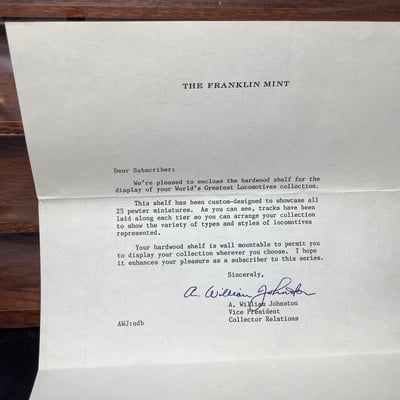 THE FRANKLIN MINT
Dear Subscriber:
We're pleased to enclose the hardwood shelf for the
display of your World's Greatest Locomotives collection.
This shelf has been custom-designed to showcase all
25 pewter miniatures. As you can see, tracks have been
laid along each tier so you can arrange your collection
to show the variety of types and styles of locomotives
represented.
Your hardwood shelf is wall mountable to permit you
to display your collection wherever you choose. I hope
it enhances your pleasure as a subscriber to this series.
Sincerely,
A. William Johnston
A. William Johnston
Vice President
Collector Relations
AWJ:ndb